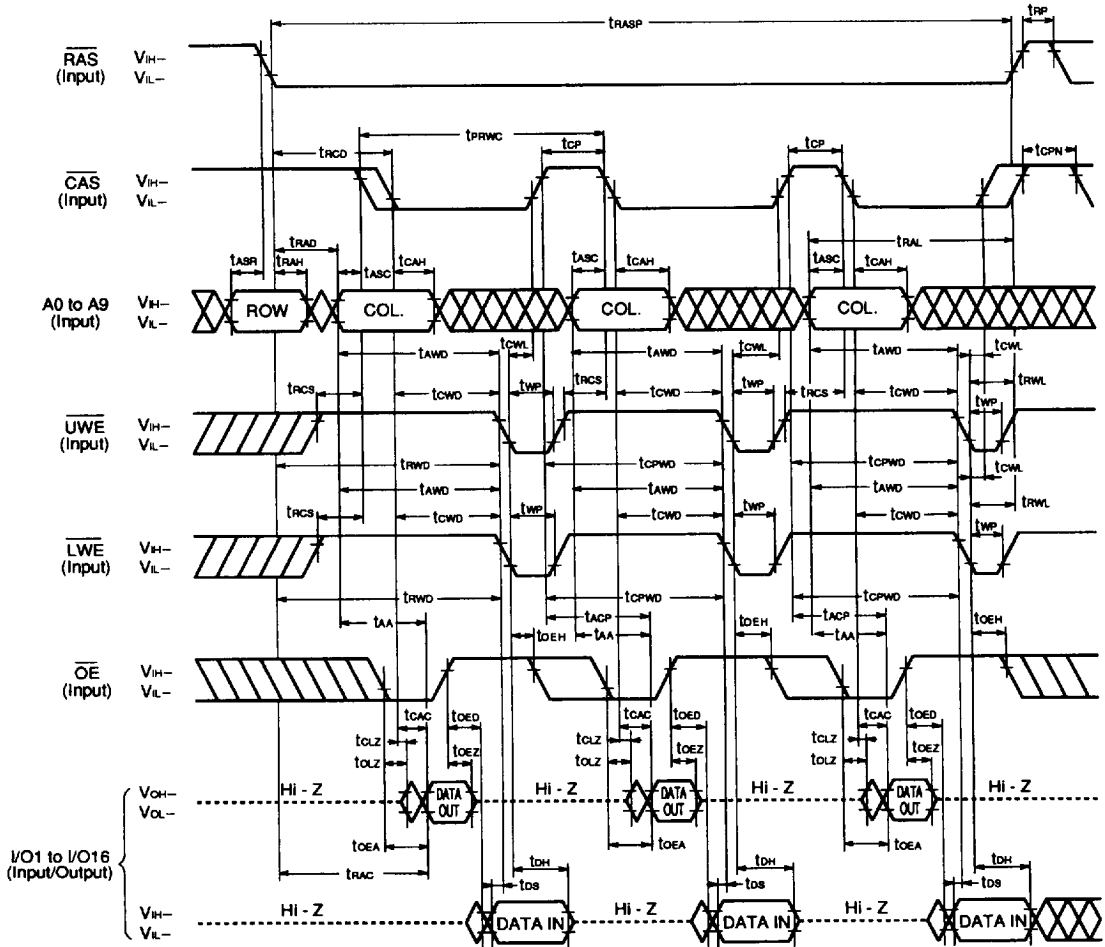 tRASP
tRP
RAS
(Input)
VIH–
VIL–
tPRWC
tRCD
tCP
tCP
tCPN
CAS
(Input)
VIH–
VIL–
tRAD
tRAL
tASR
tRAH
tASC
tCAH
tASC
tCAH
tASC
tCAH
A0 to A9
(Input)
VIH–
VIL–
ROW
COL.
COL.
COL.
tCWL
tCWL
tCWL
tAWD
tAWD
tAWD
tRCS
tCWD
tWP
tRCS
tCWD
tWP
tRCS
tCWD
tRWL
tWP
UWE
(Input)
VIH–
VIL–
tRWD
tCPWD
tCPWD
tCWL
tAWD
tAWD
tAWD
tRCS
tCWD
tWP
tCWD
tWP
tCWD
tRWL
tWP
LWE
(Input)
VIH–
VIL–
tRWD
tCPWD
tCPWD
tACP
tACP
tAA
tOEH
tAA
tOEH
tAA
tOEH
OE
(Input)
VIH–
VIL–
tCAC
tOED
tCAC
tOED
tCAC
tOED
tCLZ
tOEZ
tCLZ
tOEZ
tCLZ
tOEZ
tOLZ
tOLZ
tOLZ
VOH–
VOL–
Hi - Z
DATA OUT
Hi - Z
DATA OUT
Hi - Z
DATA OUT
Hi - Z
tOEA
tOEA
tOEA
I/O1 to I/O16
(Input/Output)
tRAC
tDH
tDH
tDH
tDS
tDS
tDS
VIH–
VIL–
Hi - Z
DATA IN
Hi - Z
DATA IN
Hi - Z
DATA IN